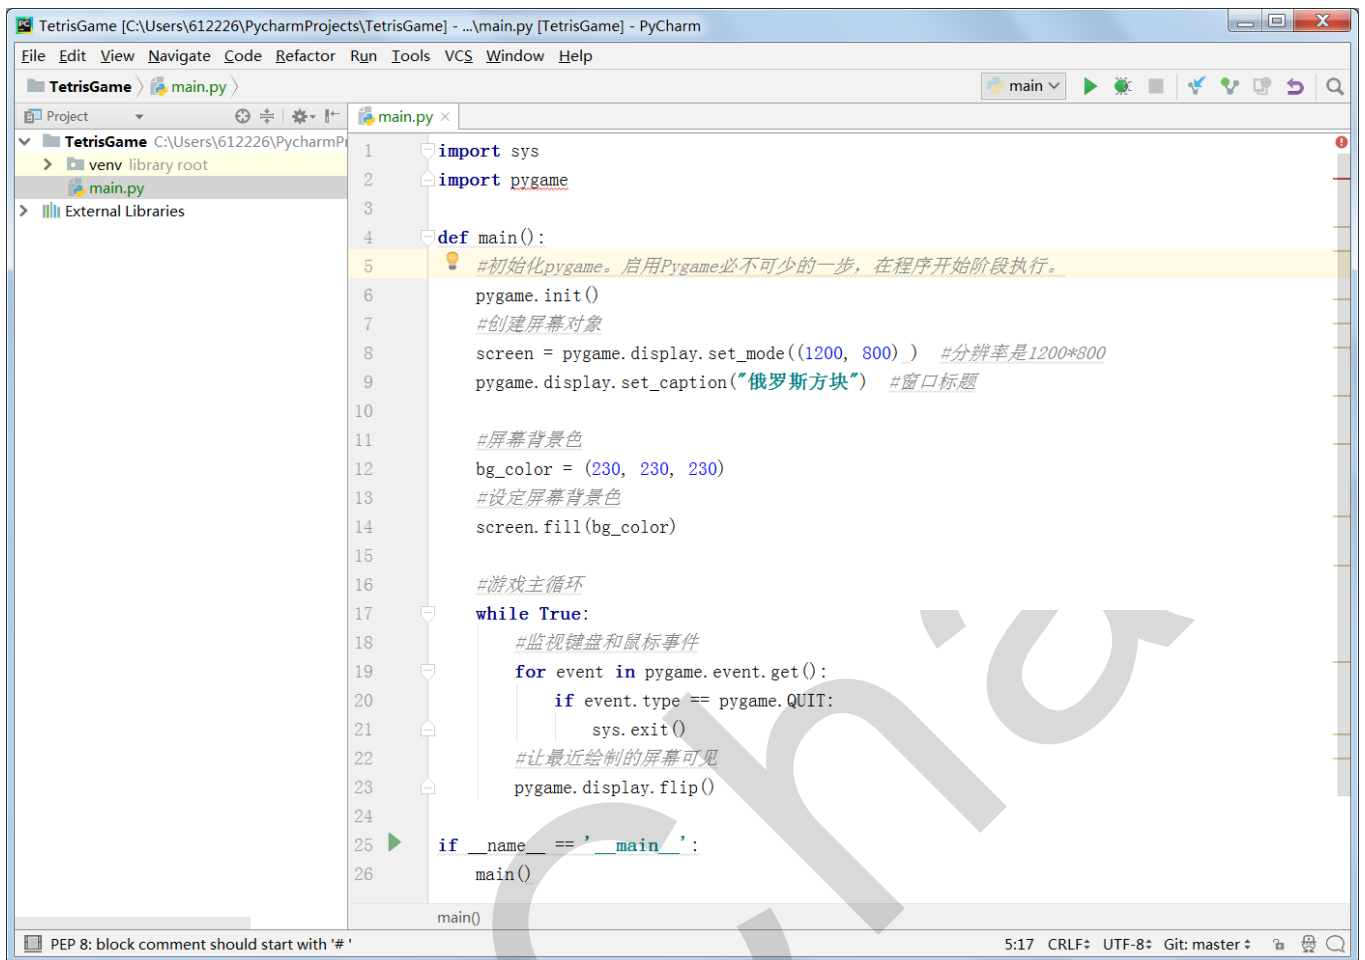 TetrisGame [C:\Users\612226\PycharmProjects\TetrisGame] - ...\main.py [TetrisGame] - PyCharm
File Edit View Navigate Code Refactor Run Tools VCS Window Help
TetrisGame main.py main
Project main.py
TetrisGame C:\Users\612226\PycharmPr
venv library root
main.py
External Libraries
1 import sys
2 import pygame
3
4 def main():
5 #初始化pygame。启用Pygame必不可少的一步，在程序开始阶段执行。
6 pygame.init()
7 #创建屏幕对象
8 screen = pygame.display.set_mode((1200, 800) ) #分辨率是1200*800
9 pygame.display.set_caption("俄罗斯方块") #窗口标题
10
11 #屏幕背景色
12 bg_color = (230, 230, 230)
13 #设定屏幕背景色
14 screen.fill(bg_color)
15
16 #游戏主循环
17 while True:
18 #监视键盘和鼠标事件
19 for event in pygame.event.get():
20 if event.type == pygame.QUIT:
21 sys.exit()
22 #让最近绘制的屏幕可见
23 pygame.display.flip()
24
25 if __name__ == '__main__':
26 main()
main()
PEP 8: block comment should start with '# ' 5:17 CRLF UTF-8 Git: master